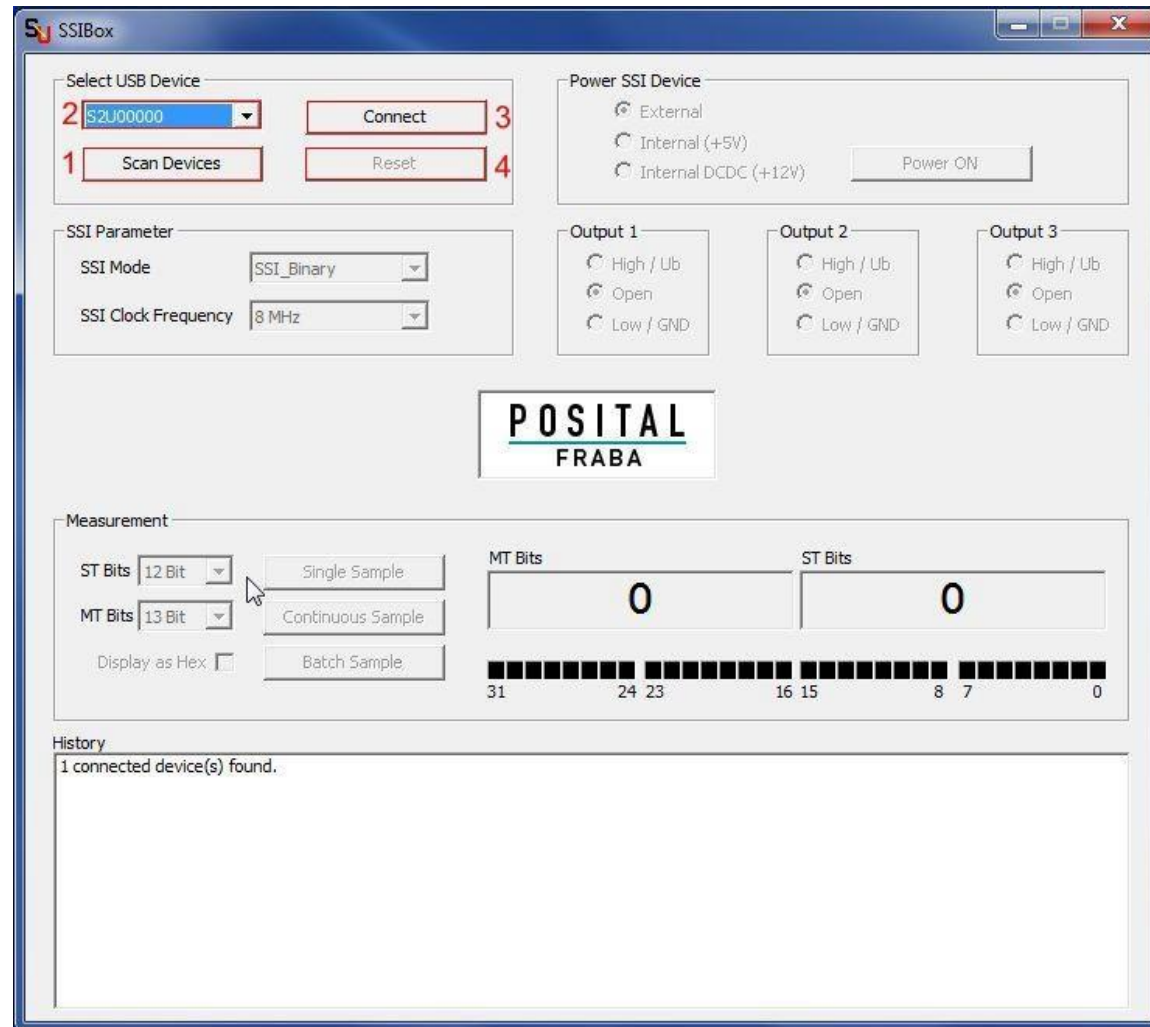 SU SSIBox
Select USB Device
2 S2U00000 Connect 3
1 Scan Devices Reset 4
Power SSI Device
External
Internal (+5V)
Internal DCDC (+12V) Power ON
SSI Parameter
SSI Mode SSI_Binary
SSI Clock Frequency 8 MHz
Output 1
High / Ub
Open
Low / GND
Output 2
High / Ub
Open
Low / GND
Output 3
High / Ub
Open
Low / GND
POSITAL
FRABA
Measurement
ST Bits 12 Bit Single Sample
MT Bits 13 Bit Continuous Sample
Display as Hex Batch Sample
MT Bits ST Bits
0 0
31 24 23 16 15 8 7 0
History
1 connected device(s) found.